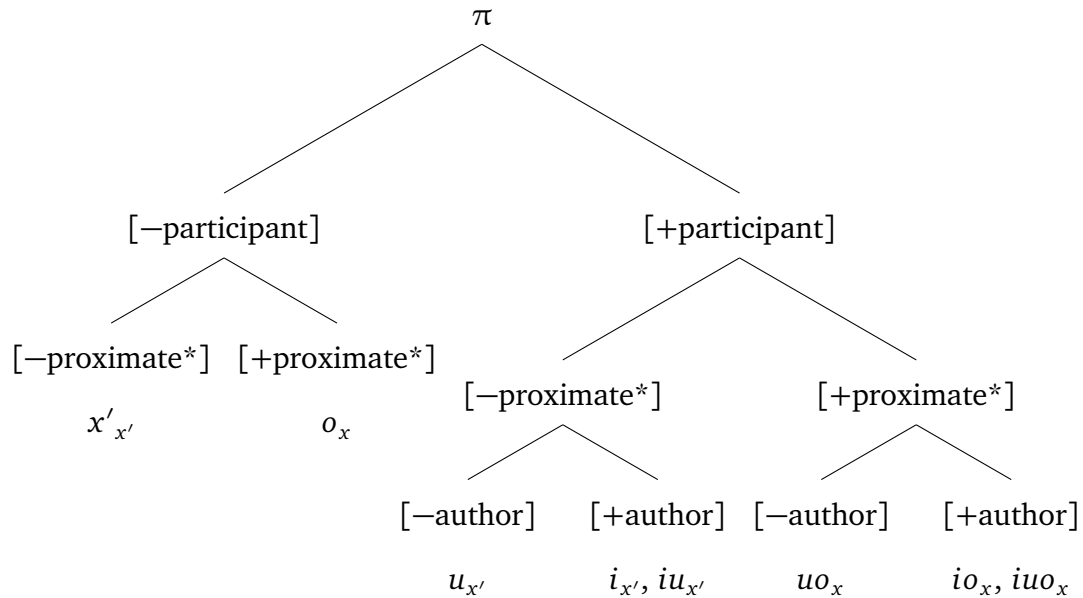 π
[−participant] [+participant]
[−proximate*] [+proximate*]
[−proximate*] [+proximate*]
x′ₓ′ oₓ
[−author] [+author] [−author] [+author]
uₓ′ iₓ′, iuₓ′ uoₓ ioₓ, iuoₓ